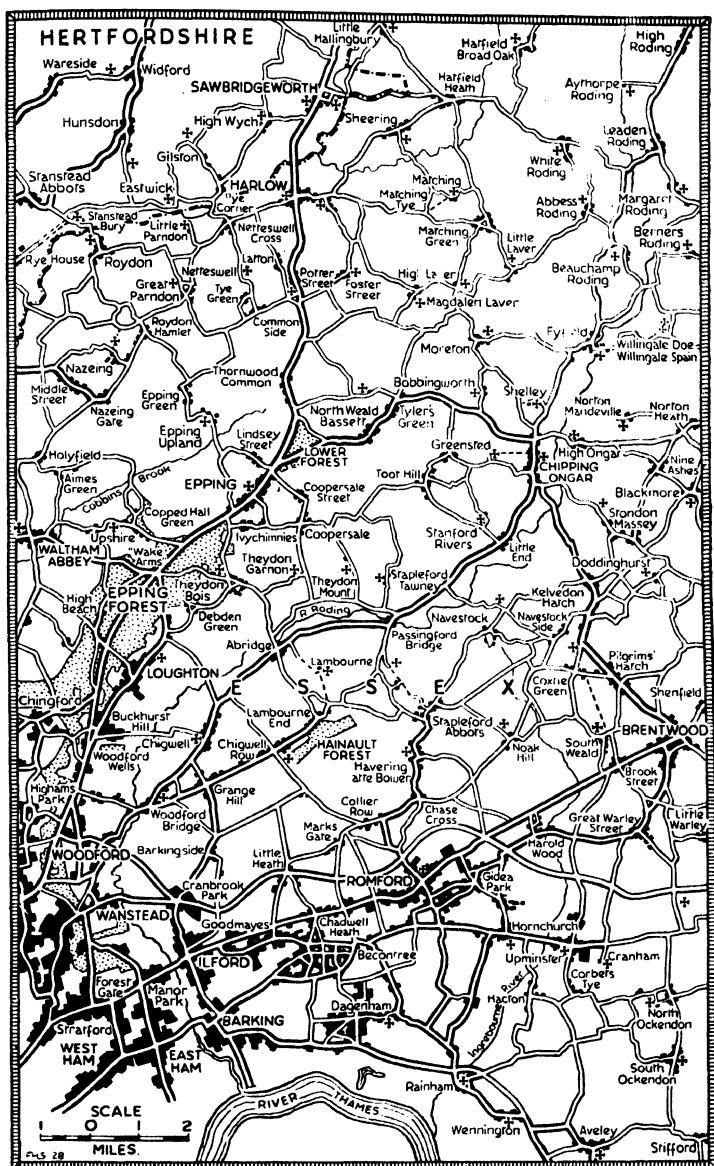 HERTFORDSHIRE
Little
Hallingbury
Hatfield
Broad Oak
High
Roding
Wareside
Widford
SAWBRIDGEWORTH
Hatfield
Heath
Aythorpe
Roding
Hunsdon
High Wych
Sheering
Leaden
Roding
Gilston
White
Roding
Stanstead
Abbots
Eastwick
HARLOW
Matching
Matching
Tye
Abbess
Roding
Margaret
Roding
Stanstead
Bury
Little
Parndon
Pye
Corner
Netteswell
Cross
Matching
Green
Little
Laver
Berners
Roding
Rye House
Roydon
Netteswell
Latton
Potter
Street
Foster
Street
High Laver
Beauchamp
Roding
Great
Parndon
Tye
Green
Magdalen Laver
Roydon
Hamlet
Common
Side
Moreton
Fyfield
Willingale Doe
Willingale Spain
Nazeing
Thornwood
Common
Bobbingworth
Shelley
Middle
Street
Epping
Green
Norton
Mandeville
Norton
Heath
Nazeing
Gate
North Weald
Bassett
Tyler's
Green
Epping
Upland
Lindsey
Street
LOWER
FOREST
Greensted
High Ongar
Holyfield
CHIPPING
ONGAR
Nine
Ashes
Aimes
Green
Cobbins Brook
EPPING
Coopersale
Street
Toot Hill
Blackmore
Copped Hall
Green
Stondon
Massey
Upshire
Ivychimnies
Coopersale
Stanford
Rivers
WALTHAM
ABBEY
"Wake
Arms"
Little
End
Theydon
Garnon
Doddinghurst
EPPING
FOREST
Theydon
Bois
Theydon
Mount
Stapleford
Tawney
High
Beach
Kelvedon
Hatch
Debden
Green
R. Roding
Navestock
Navestock
Side
Abridge
Passingford
Bridge
Pilgrims'
Hatch
LOUGHTON
Lambourne
ESSEX
Coxtie
Green
Shenfield
Chingford
Buckhurst
Hill
Lambourne
End
Stapleford
Abbots
BRENTWOOD
Chigwell
Chigwell
Row
HAINAULT
FOREST
Noak
Hill
South
Weald
Woodford
Wells
Havering
atte Bower
Brook
Street
Highams
Park
Grange
Hill
Collier
Row
Chase
Cross
Great Warley
Street
Little
Warley
Woodford
Bridge
Marks
Gate
WOODFORD
Barkingside
Little
Heath
Harold
Wood
ROMFORD
Gidea
Park
Cranbrook
Park
WANSTEAD
Goodmayes
Chadwell
Heath
Hornchurch
ILFORD
Becontree
Upminster
Cranham
Forest
Gate
Manor
Park
Corbets
Tye
Dagenham
Ingrebourne River
Hacton
North
Ockendon
Stratford
BARKING
WEST
HAM
EAST
HAM
South
Ockendon
Rainham
RIVER THAMES
SCALE
1 0 1 2
MILES.
Wennington
Aveley
Stifford